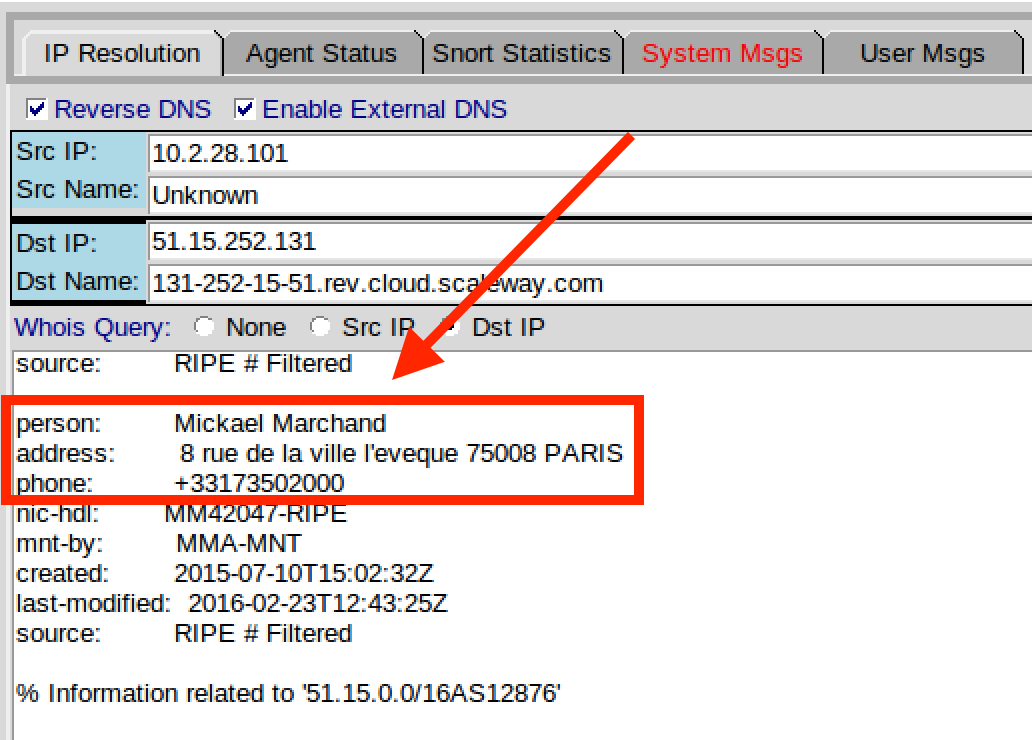 IP Resolution Agent Status Snort Statistics System Msgs User Msgs
Reverse DNS Enable External DNS
Src IP: 10.2.28.101
Src Name: Unknown
Dst IP: 51.15.252.131
Dst Name: 131-252-15-51.rev.cloud.scaleway.com
Whois Query: None Src IP Dst IP
source: RIPE # Filtered
person: Mickael Marchand
address: 8 rue de la ville l'eveque 75008 PARIS
phone: +33173502000
nic-hdl: MM42047-RIPE
mnt-by: MMA-MNT
created: 2015-07-10T15:02:32Z
last-modified: 2016-02-23T12:43:25Z
source: RIPE # Filtered
% Information related to '51.15.0.0/16AS12876'